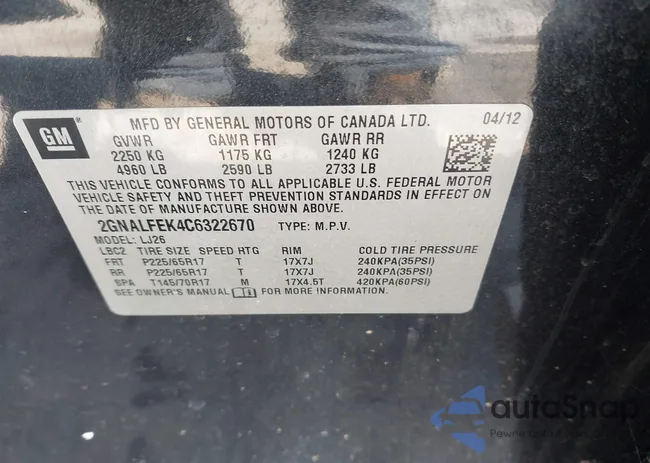 GM
MFD BY GENERAL MOTORS OF CANADA LTD. 04/12
GVWR GAWR FRT GAWR RR
2250 KG 1175 KG 1240 KG
4960 LB 2590 LB 2733 LB
THIS VEHICLE CONFORMS TO ALL APPLICABLE U.S. FEDERAL MOTOR
VEHICLE SAFETY AND THEFT PREVENTION STANDARDS IN EFFECT ON
THE DATE OF MANUFACTURE SHOWN ABOVE.
2GNALFEK4C6322670 TYPE: M.P.V.
MODEL: LJ26
LBC2 TIRE SIZE SPEED HTG RIM COLD TIRE PRESSURE
FRT P225/65R17 T 17X7J 240KPA(35PSI)
RR P225/65R17 T 17X7J 240KPA(35PSI)
SPA T145/70R17 M 17X4.5T 420KPA(60PSI)
SEE OWNER'S MANUAL FOR MORE INFORMATION
autoSnap